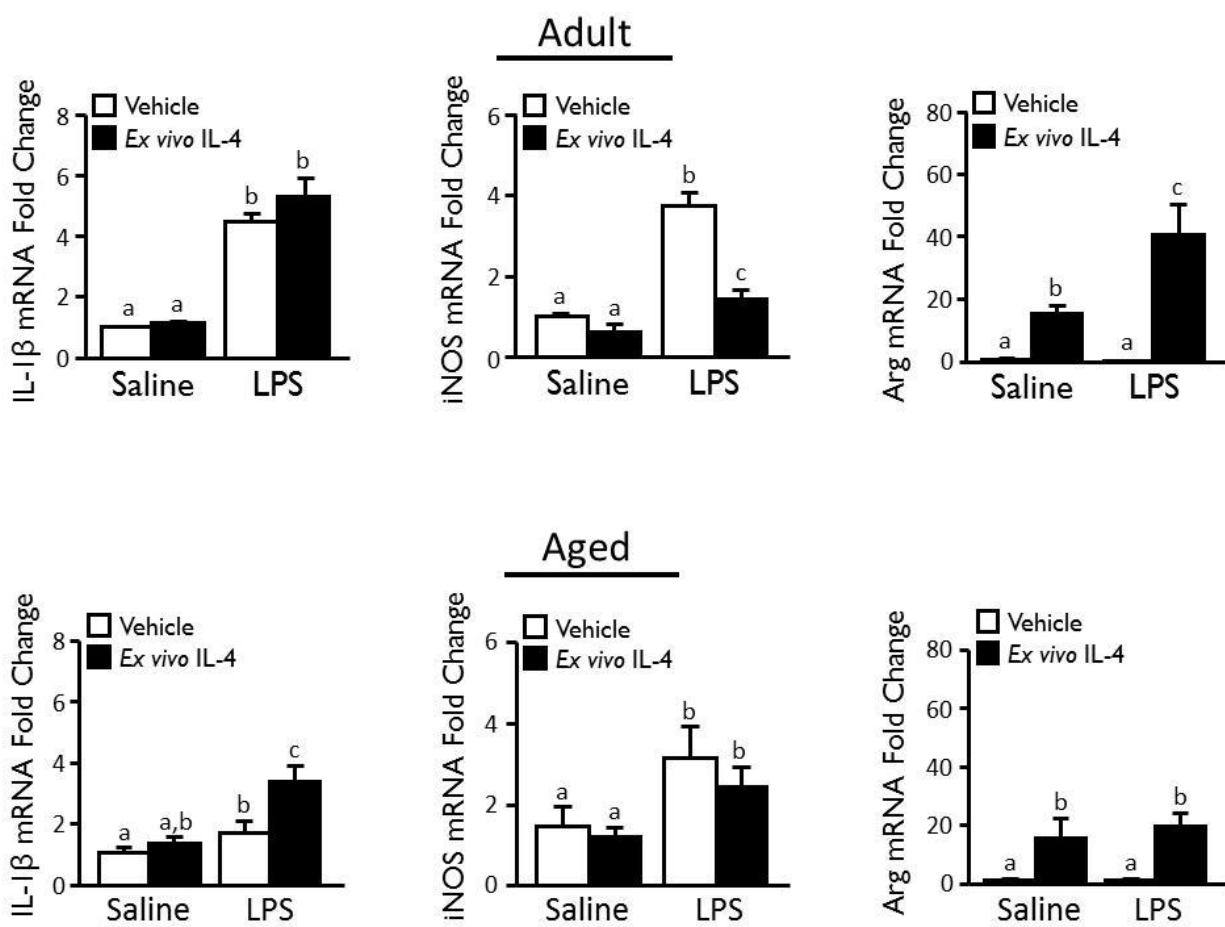 Adult
IL-1β mRNA Fold Change
Vehicle
Ex vivo IL-4
8
6
4
2
0
a
a
b
b
Saline
LPS
iNOS mRNA Fold Change
Vehicle
Ex vivo IL-4
6
4
2
0
a
a
b
c
Saline
LPS
Arg mRNA Fold Change
Vehicle
Ex vivo IL-4
80
60
40
20
0
a
b
a
c
Saline
LPS
Aged
IL-1β mRNA Fold Change
Vehicle
Ex vivo IL-4
8
6
4
2
0
a
a,b
b
c
Saline
LPS
iNOS mRNA Fold Change
Vehicle
Ex vivo IL-4
6
4
2
0
a
a
b
b
Saline
LPS
Arg mRNA Fold Change
Vehicle
Ex vivo IL-4
80
60
40
20
0
a
b
a
b
Saline
LPS